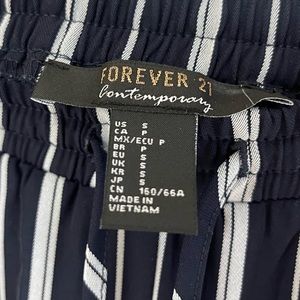 FOREVER 21
Contemporary
US S
CA P
MX/ECU P
BR P
EU S
UK S
KR S
JP S
CN 160/66A
MADE IN
VIETNAM